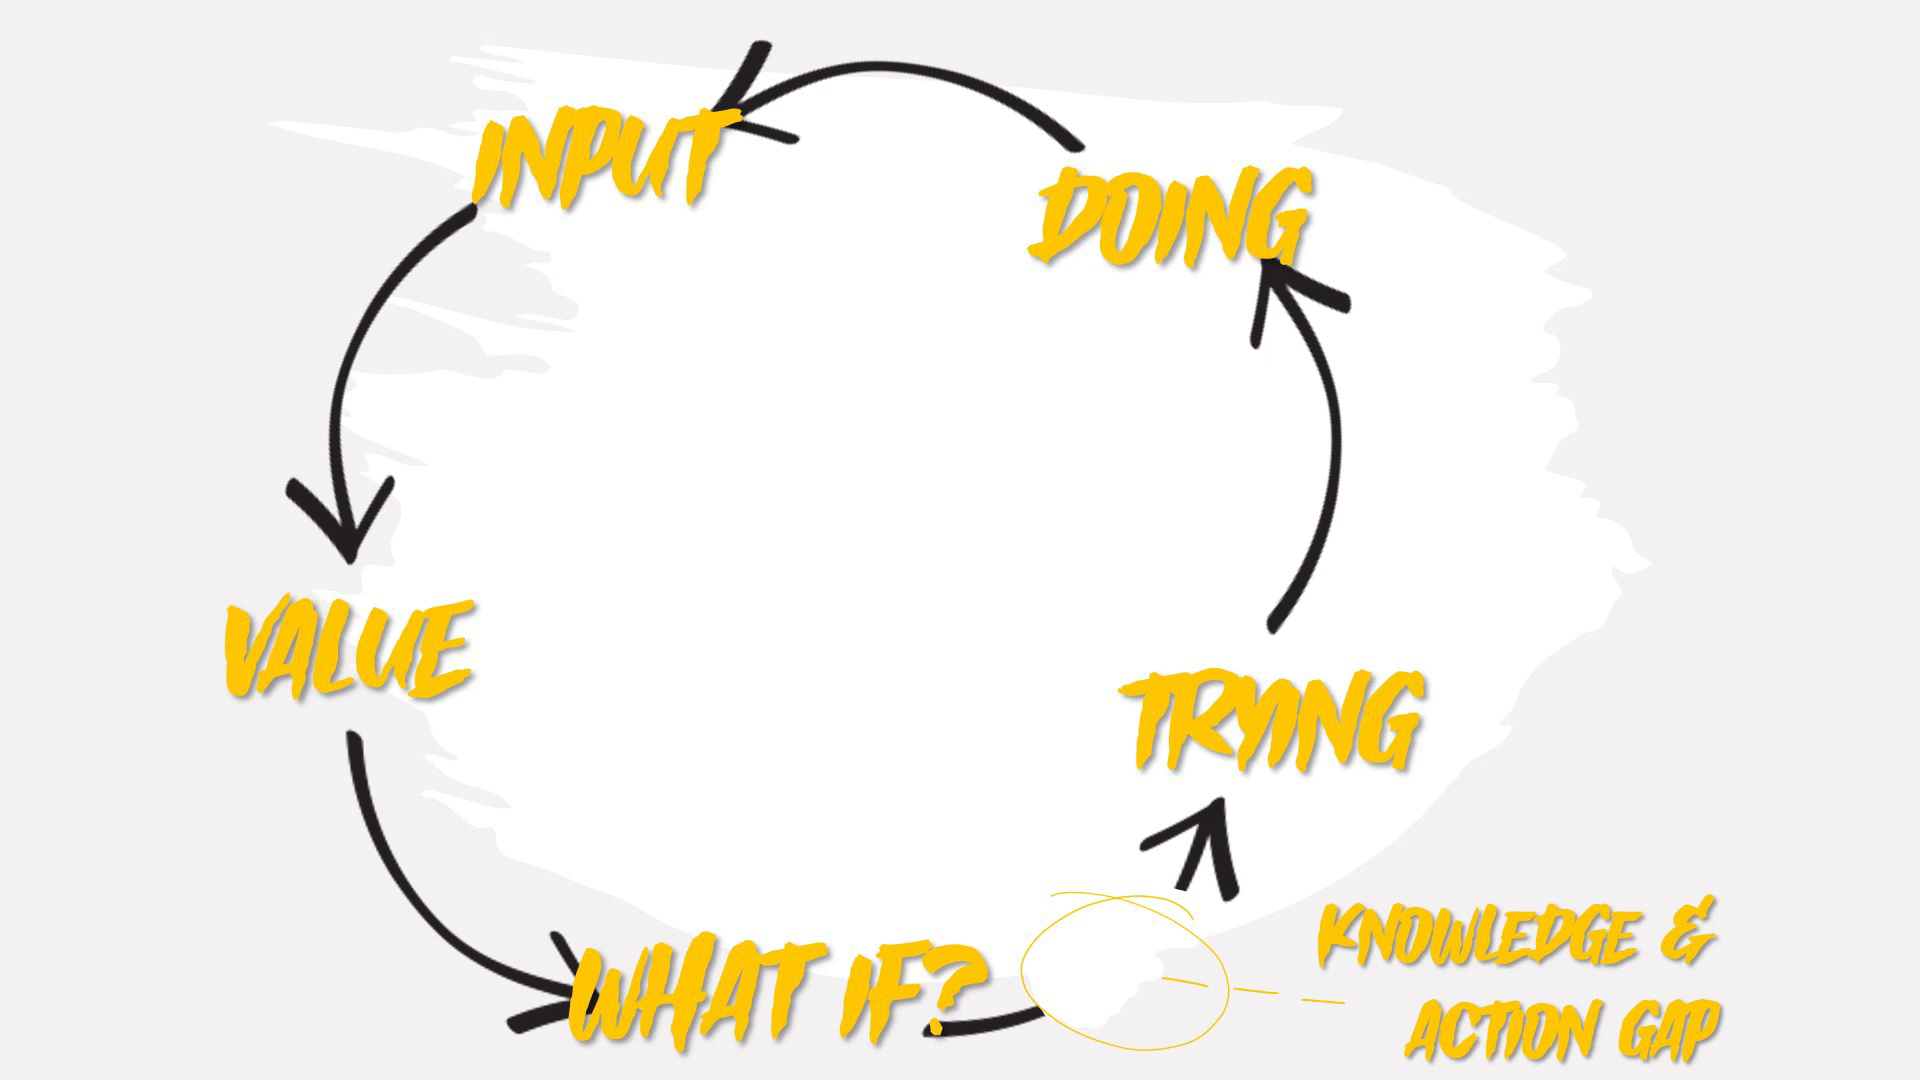 INPUT
DOING
VALUE
TRYING
WHAT IF?
KNOWLEDGE &
ACTION GAP